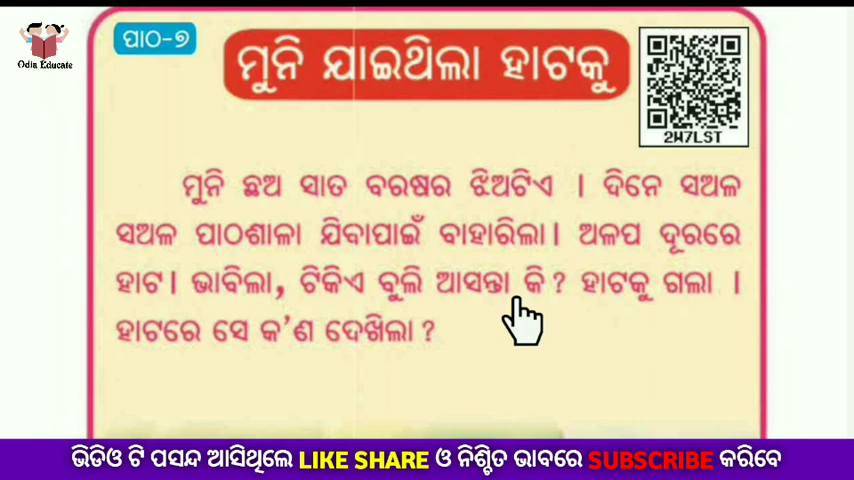 Odia Educate
ପାଠ-୭
ମୁନି ଯାଇଥିଲା ହାଟକୁ
2W7LST
ମୁନି ଛଅ ସାତ ବରଷର ଝିଅଟିଏ । ଦିନେ ସଅଳ
ସଅଳ ପାଠଶାଳା ଯିବାପାଇଁ ବାହାରିଲା। ଅଳପ ଦୂରରେ
ହାଟ। ଭାବିଲା, ଟିକିଏ ବୁଲି ଆସନ୍ତା କି? ହାଟକୁ ଗଲା ।
ହାଟରେ ସେ କ'ଣ ଦେଖିଲା?
ଭିଡିଓ ଟି ପସନ୍ଦ ଆସିଥିଲେ LIKE SHARE ଓ ନିଶ୍ଚିତ ଭାବରେ SUBSCRIBE କରିବେ